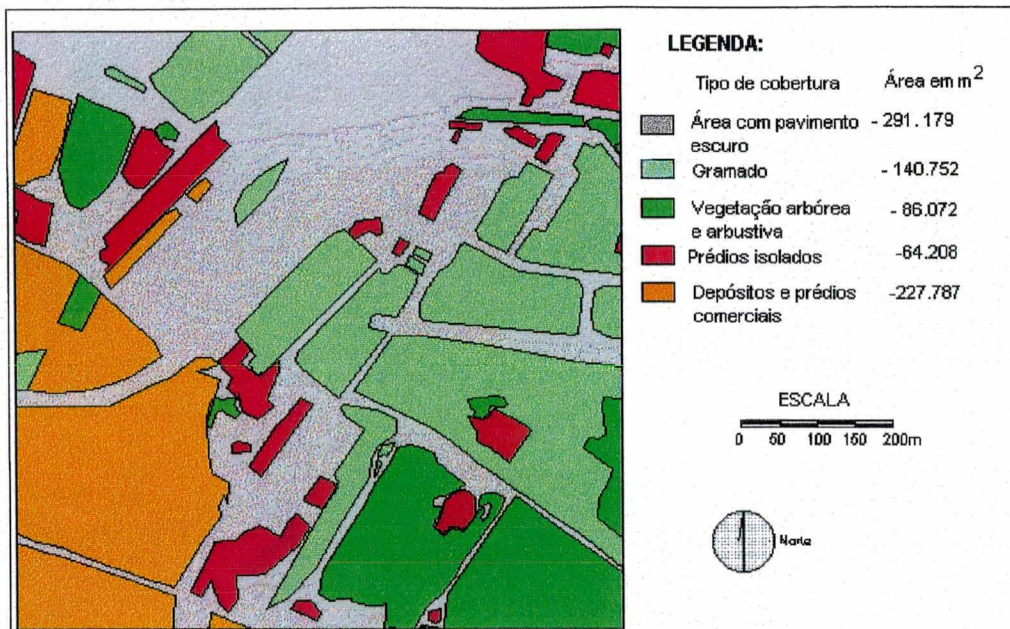 LEGENDA:
Tipo de cobertura Área em m²
Área com pavimento escuro - 291.179
Gramado - 140.752
Vegetação arbórea e arbustiva - 86.072
Prédios isolados -64.208
Depósitos e prédios comerciais -227.787
ESCALA
0 50 100 150 200m
Norte